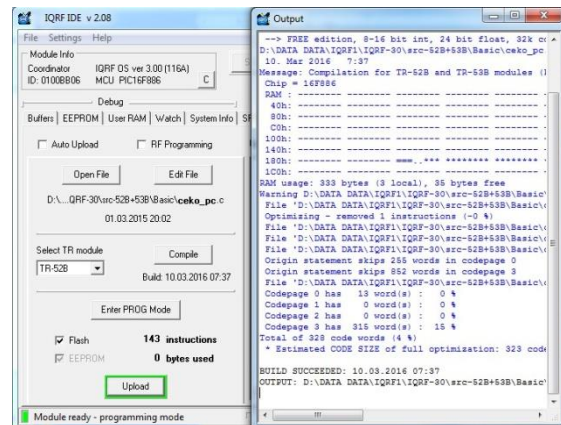 IQRF IDE v 2.08
File Settings Help
Module Info
Coordinator IQRF OS ver 3.00 (116A)
ID: 0100BB06 MCU PIC16F886 C
Debug
Buffers EEPROM User RAM Watch System Info
Auto Upload RF Programming
Open File Edit File
D:\....QRF-30\src-52B+53B\Basic\ceko_pc.c
01.03.2015 20:02
Select TR module
TR-52B
Compile
Build: 10.03.2016 07:37
Enter PROG Mode
Flash 143 instructions
EEPROM 0 bytes used
Upload
Module ready - programming mode
Output
--> FREE edition, 8-16 bit int, 24 bit float, 32k
D:\DATA DATA\IQRF1\IQRF-30\src-52B+53B\Basic\ceko_pc
10. Mar 2016 7:37
Message: Compilation for TR-52B and TR-53B modules
Chip = 16F886
RAM :
40h: -------- -------- -------- --------
80h: -------- -------- -------- --------
C0h: -------- -------- -------- --------
100h: -------- -------- -------- --------
140h: -------- -------- -------- --------
180h: -------- -------- ===..*** ******** ********
1C0h: -------- -------- -------- --------
RAM usage: 333 bytes (3 local), 35 bytes free
Warning D:\DATA DATA\IQRF1\IQRF-30\src-52B+53B\Basic\
File 'D:\DATA DATA\IQRF1\IQRF-30\src-52B+53B\Basic\
Optimizing - removed 1 instructions (-0 %)
File 'D:\DATA DATA\IQRF1\IQRF-30\src-52B+53B\Basic\
File 'D:\DATA DATA\IQRF1\IQRF-30\src-52B+53B\Basic\
Origin statement skips 255 words in codepage 0
Origin statement skips 852 words in codepage 3
File 'D:\DATA DATA\IQRF1\IQRF-30\src-52B+53B\Basic\
Codepage 0 has 13 word(s) : 0 %
Codepage 1 has 0 word(s) : 0 %
Codepage 2 has 0 word(s) : 0 %
Codepage 3 has 315 word(s) : 15 %
Total of 328 code words (4 %)
* Estimated CODE SIZE of full optimization: 323 code
BUILD SUCCEEDED: 10.03.2016 07:37
OUTPUT: D:\DATA DATA\IQRF1\IQRF-30\src-52B+53B\Basic\